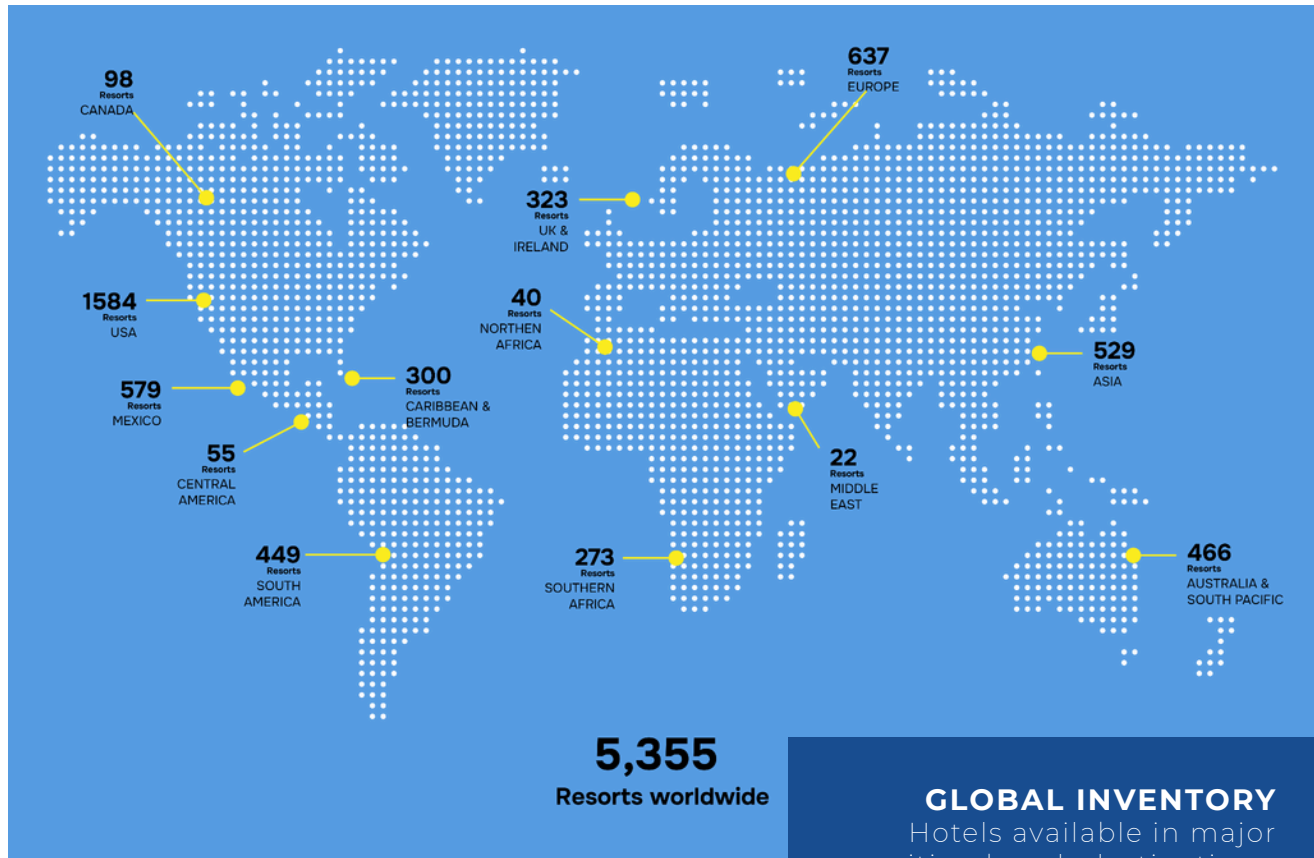 98
Resorts
CANADA
637
Resorts
EUROPE
323
Resorts
UK &
IRELAND
1584
Resorts
USA
40
Resorts
NORTHEN
AFRICA
529
Resorts
ASIA
579
Resorts
MEXICO
300
Resorts
CARIBBEAN &
BERMUDA
55
Resorts
CENTRAL
AMERICA
22
Resorts
MIDDLE
EAST
449
Resorts
SOUTH
AMERICA
273
Resorts
SOUTHERN
AFRICA
466
Resorts
AUSTRALIA &
SOUTH PACIFIC
5,355
Resorts worldwide
GLOBAL INVENTORY
Hotels available in major